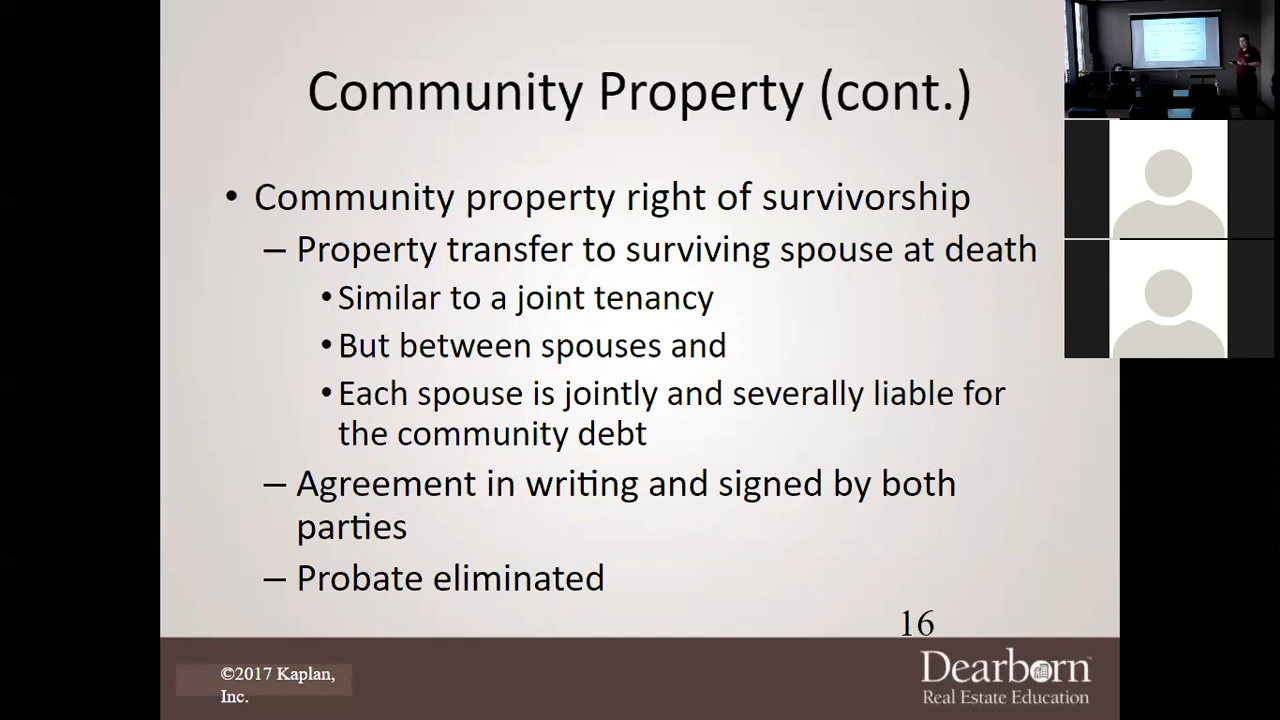 Community Property (cont.)
• Community property right of survivorship
– Property transfer to surviving spouse at death
• Similar to a joint tenancy
• But between spouses and
• Each spouse is jointly and severally liable for
the community debt
– Agreement in writing and signed by both
parties
– Probate eliminated
16
©2017 Kaplan,
Inc.
Dearborn™
Real Estate Education